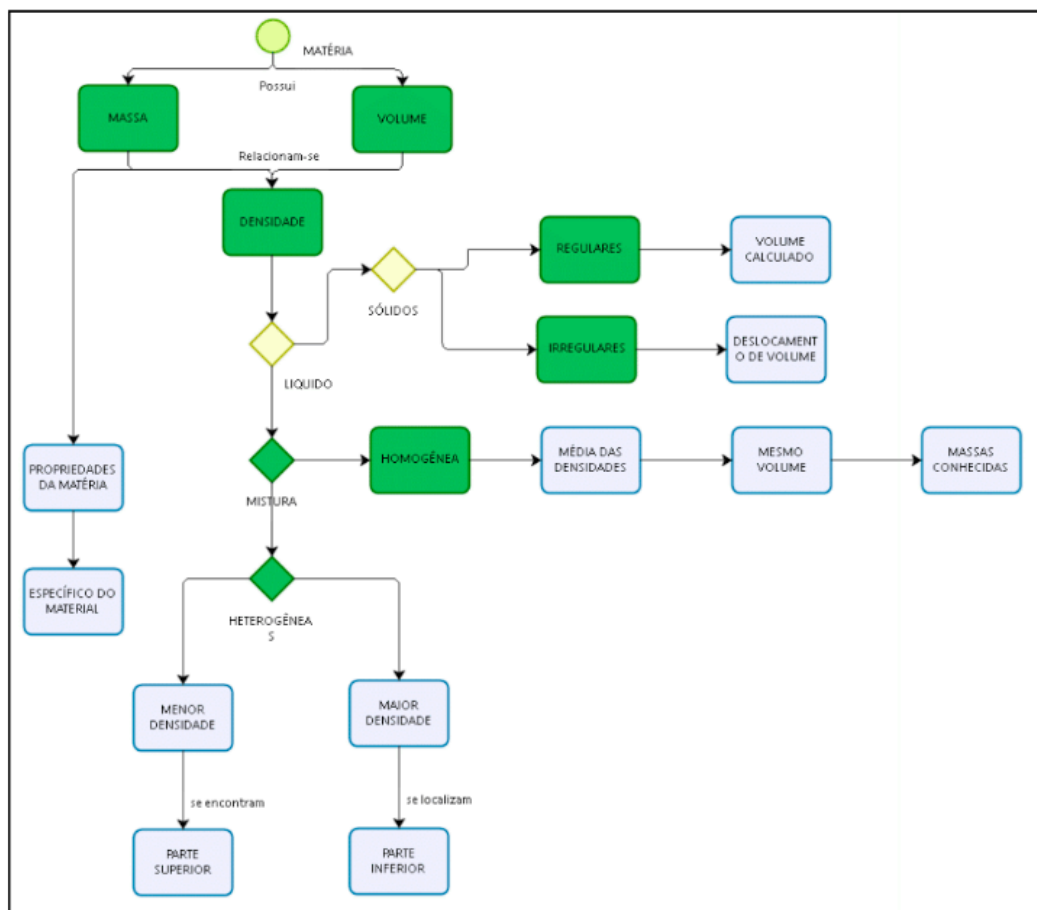 MATÉRIA
Possui
MASSA
VOLUME
Relacionam-se
DENSIDADE
REGULARES
VOLUME
CALCULADO
SÓLIDOS
IRREGULARES
DESLOCAMENT
O DE VOLUME
LIQUIDO
PROPRIEDADES
DA MATÉRIA
HOMOGÊNEA
MÉDIA DAS
DENSIDADES
MESMO
VOLUME
MASSAS
CONHECIDAS
MISTURA
ESPECÍFICO DO
MATERIAL
HETEROGÊNEA
S
MENOR
DENSIDADE
MAIOR
DENSIDADE
se encontram
se localizam
PARTE
SUPERIOR
PARTE
INFERIOR